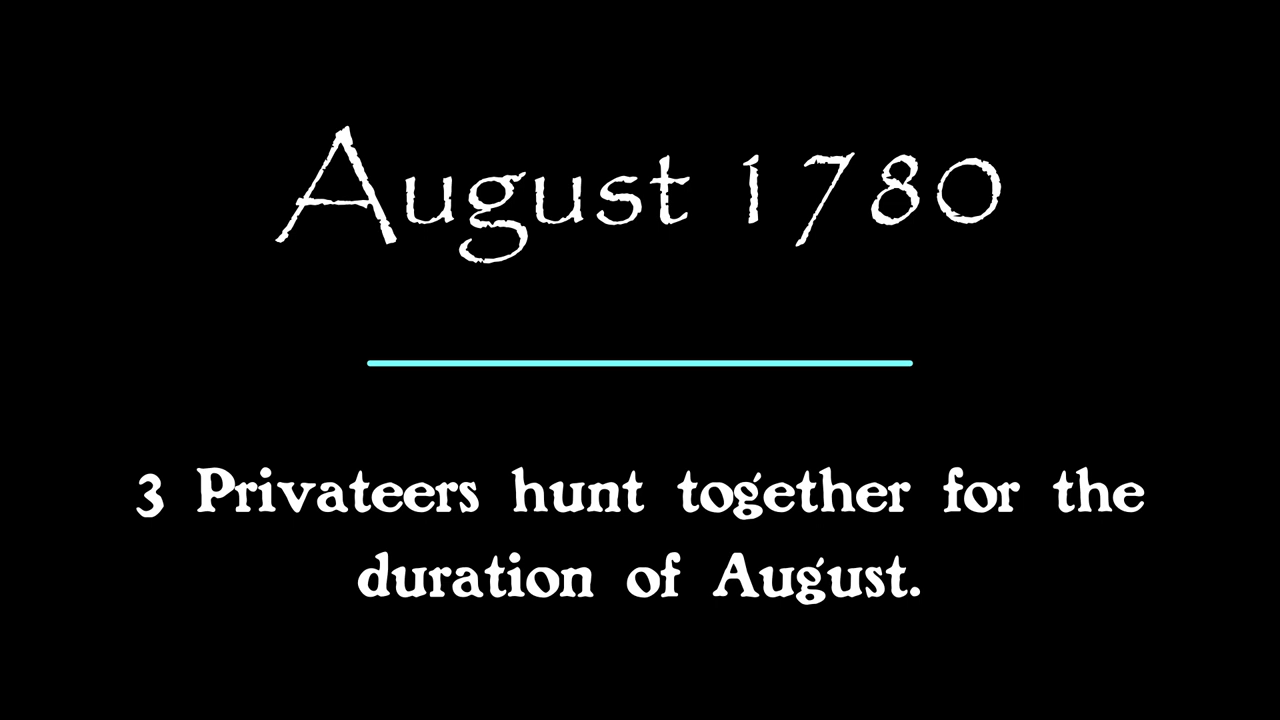 August 1780
3 Privateers hunt together for the
duration of August.